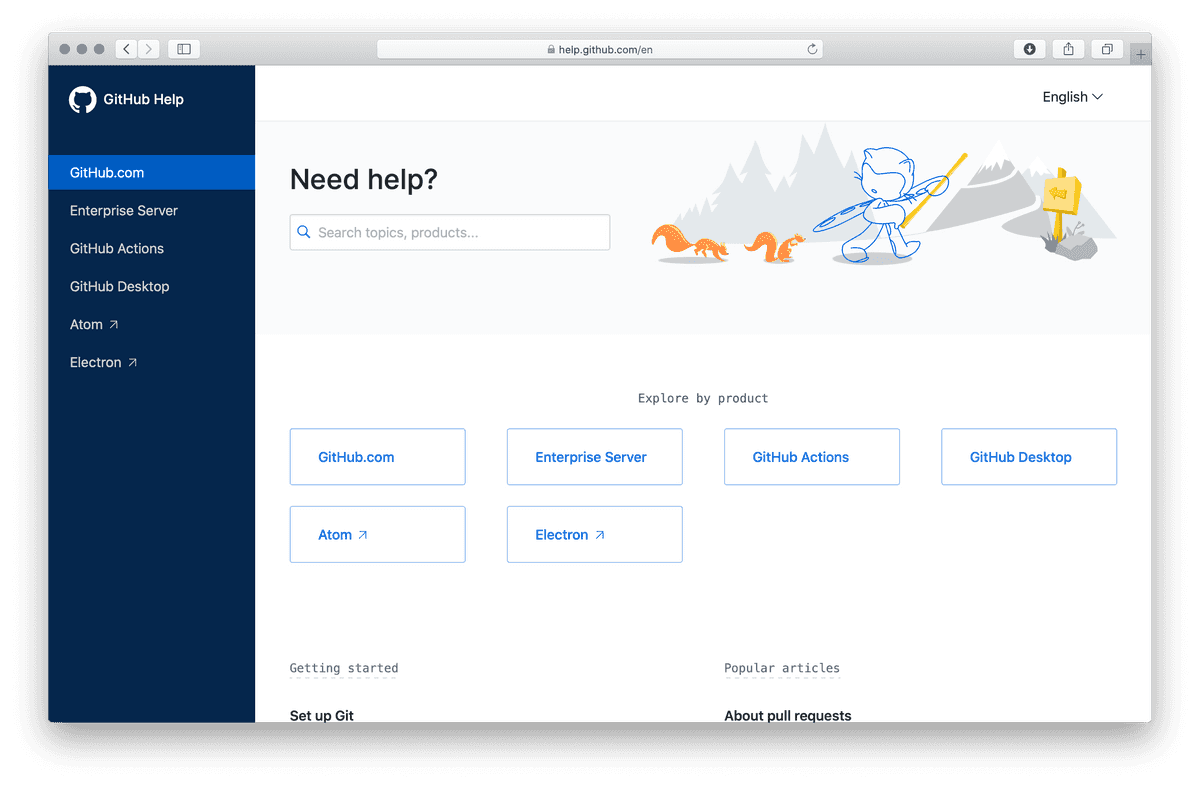 help.github.com/en
GitHub Help
English
GitHub.com
Enterprise Server
GitHub Actions
GitHub Desktop
Atom
Electron
Need help?
Search topics, products...
Explore by product
GitHub.com
Enterprise Server
GitHub Actions
GitHub Desktop
Atom
Electron
Getting started
Set up Git
Popular articles
About pull requests